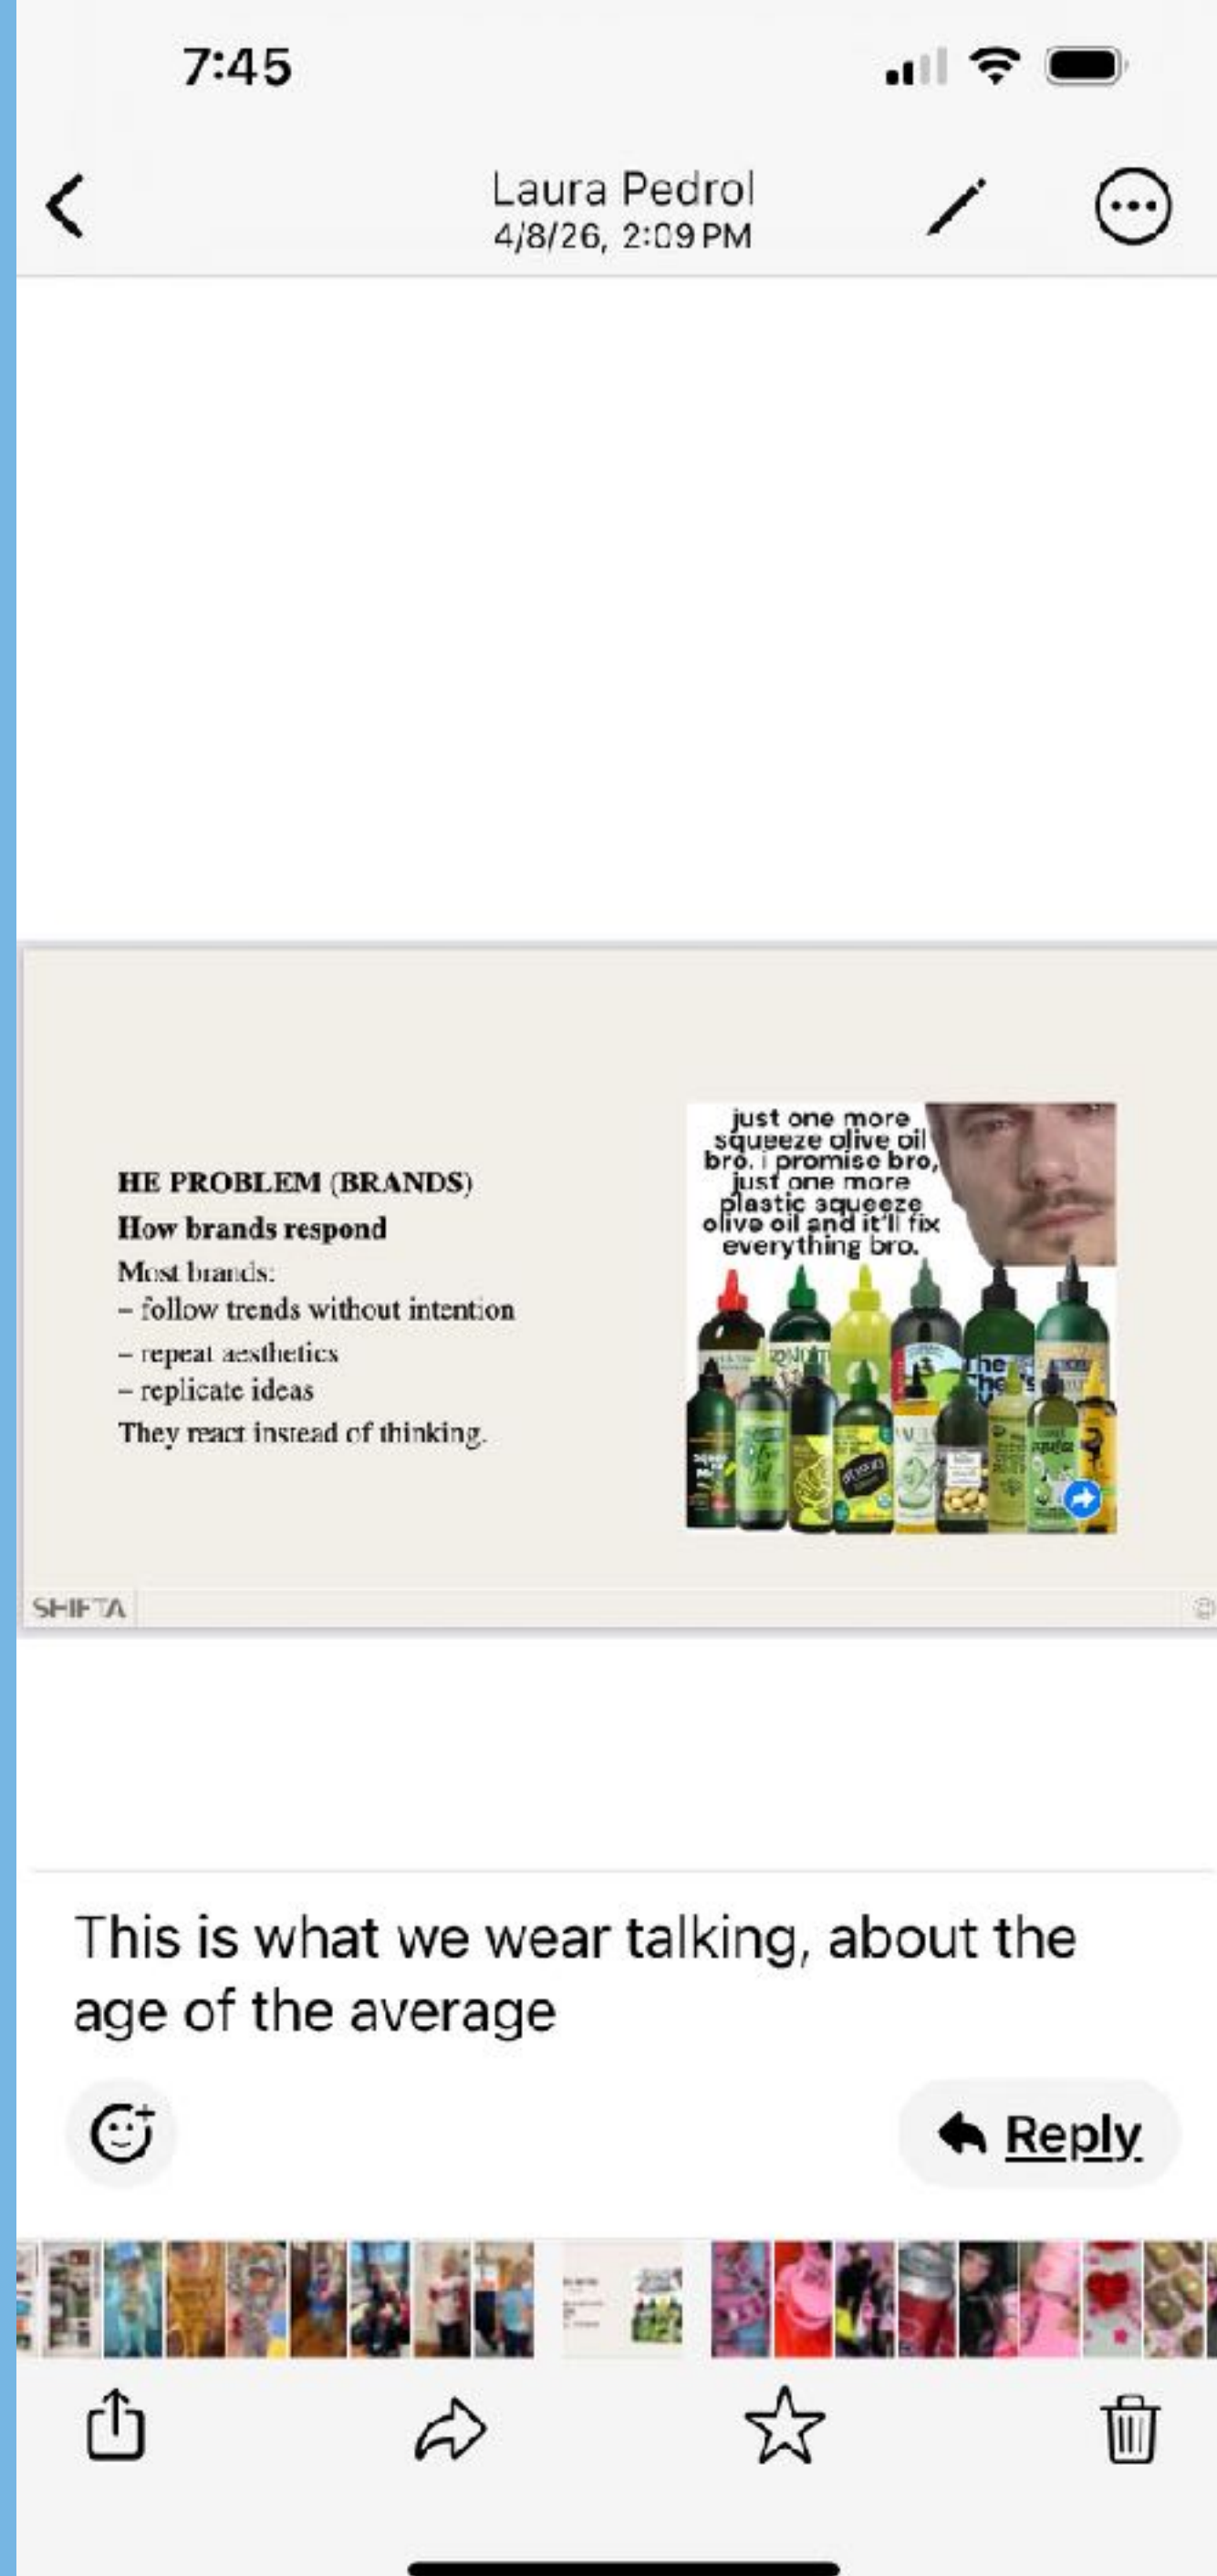 7:45
Laura Pedrol
4/8/26, 2:09 PM
HE PROBLEM (BRANDS)
How brands respond
Most brands:
– follow trends without intention
– repeat aesthetics
– replicate ideas
They react instead of thinking.
just one more
squeeze olive oil
bro. i promise bro,
just one more
plastic squeeze
olive oil and it'll fix
everything bro.
The
SHIFTA
This is what we wear talking, about the
age of the average
Reply